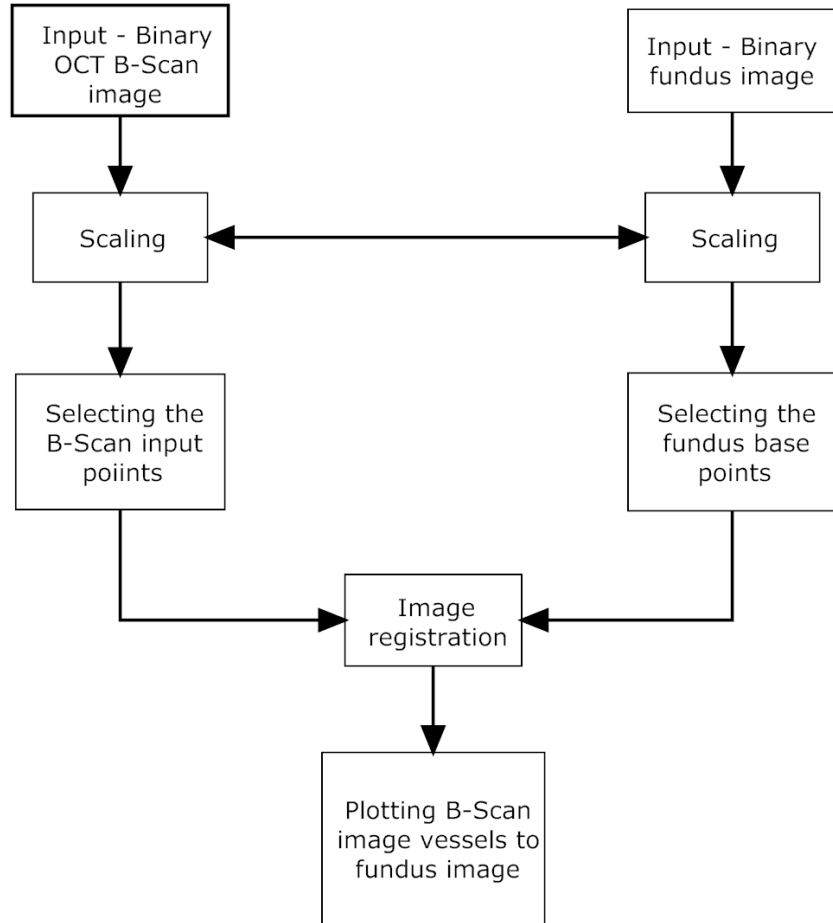 Input - Binary
OCT B-Scan
image
Input - Binary
fundus image
Scaling
Scaling
Selecting the
B-Scan input
poiints
Selecting the
fundus base
points
Image
registration
Plotting B-Scan
image vessels to
fundus image